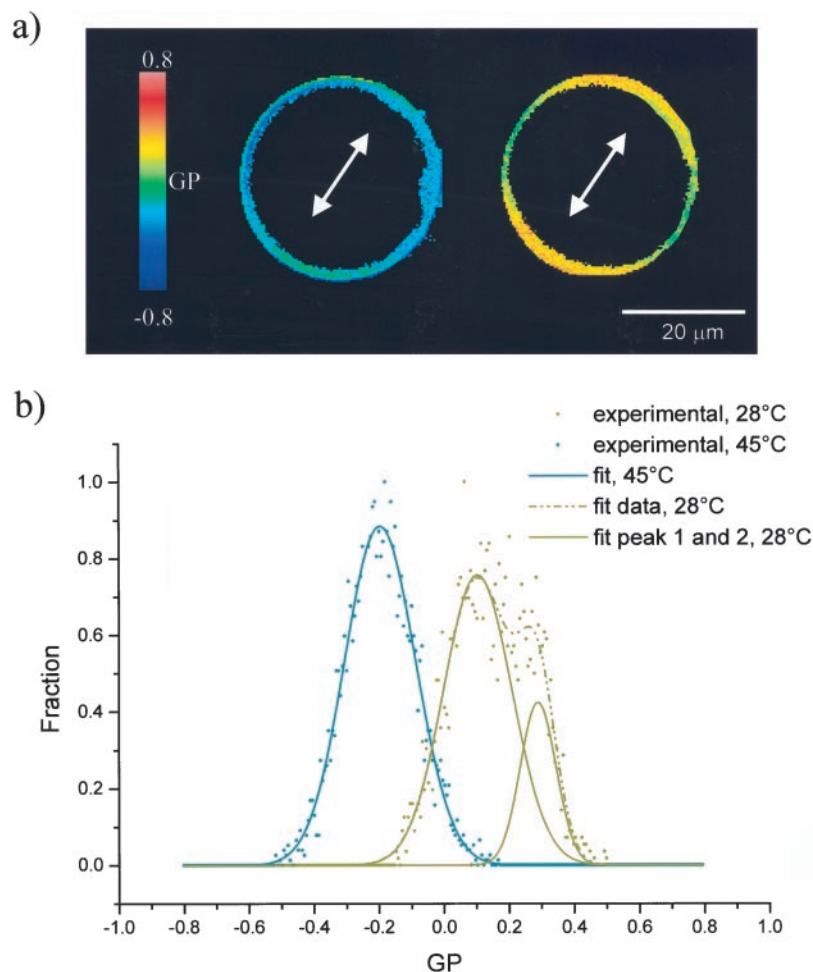 a)
0.8
GP
-0.8
20 μm
b)
experimental, 28°C
experimental, 45°C
fit, 45°C
fit data, 28°C
fit peak 1 and 2, 28°C
1.0
0.8
0.6
0.4
0.2
0.0
Fraction
-1.0 -0.8 -0.6 -0.4 -0.2 0.0 0.2 0.4 0.6 0.8 1.0
GP